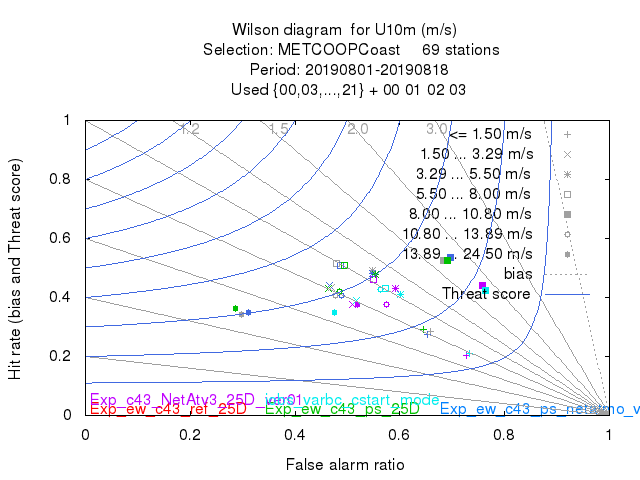 Wilson diagram for U10m (m/s)
Selection: METCOOPCoast 69 stations
Period: 20190801-20190818
Used {00,03,...,21} + 00 01 02 03
Hit rate (bias and Threat score)
1
0.8
0.6
0.4
0.2
0
1.2
1.5
2.0
3.0
<= 1.50 m/s
1.50 ... 3.29 m/s
3.29 ... 5.50 m/s
5.50 ... 8.00 m/s
8.00 ... 10.80 m/s
10.80 ... 13.89 m/s
13.89 ... 24.50 m/s
bias
Threat score
Exp_c43_NetAtv3_25D_ver01
varbc_cstart_mode
Exp_ew_c43_ref_25D
Exp_ew_c43_ps_25D
Exp_ew_c43_ps_netatmo_v
0
0.2
0.4
0.6
0.8
1
False alarm ratio